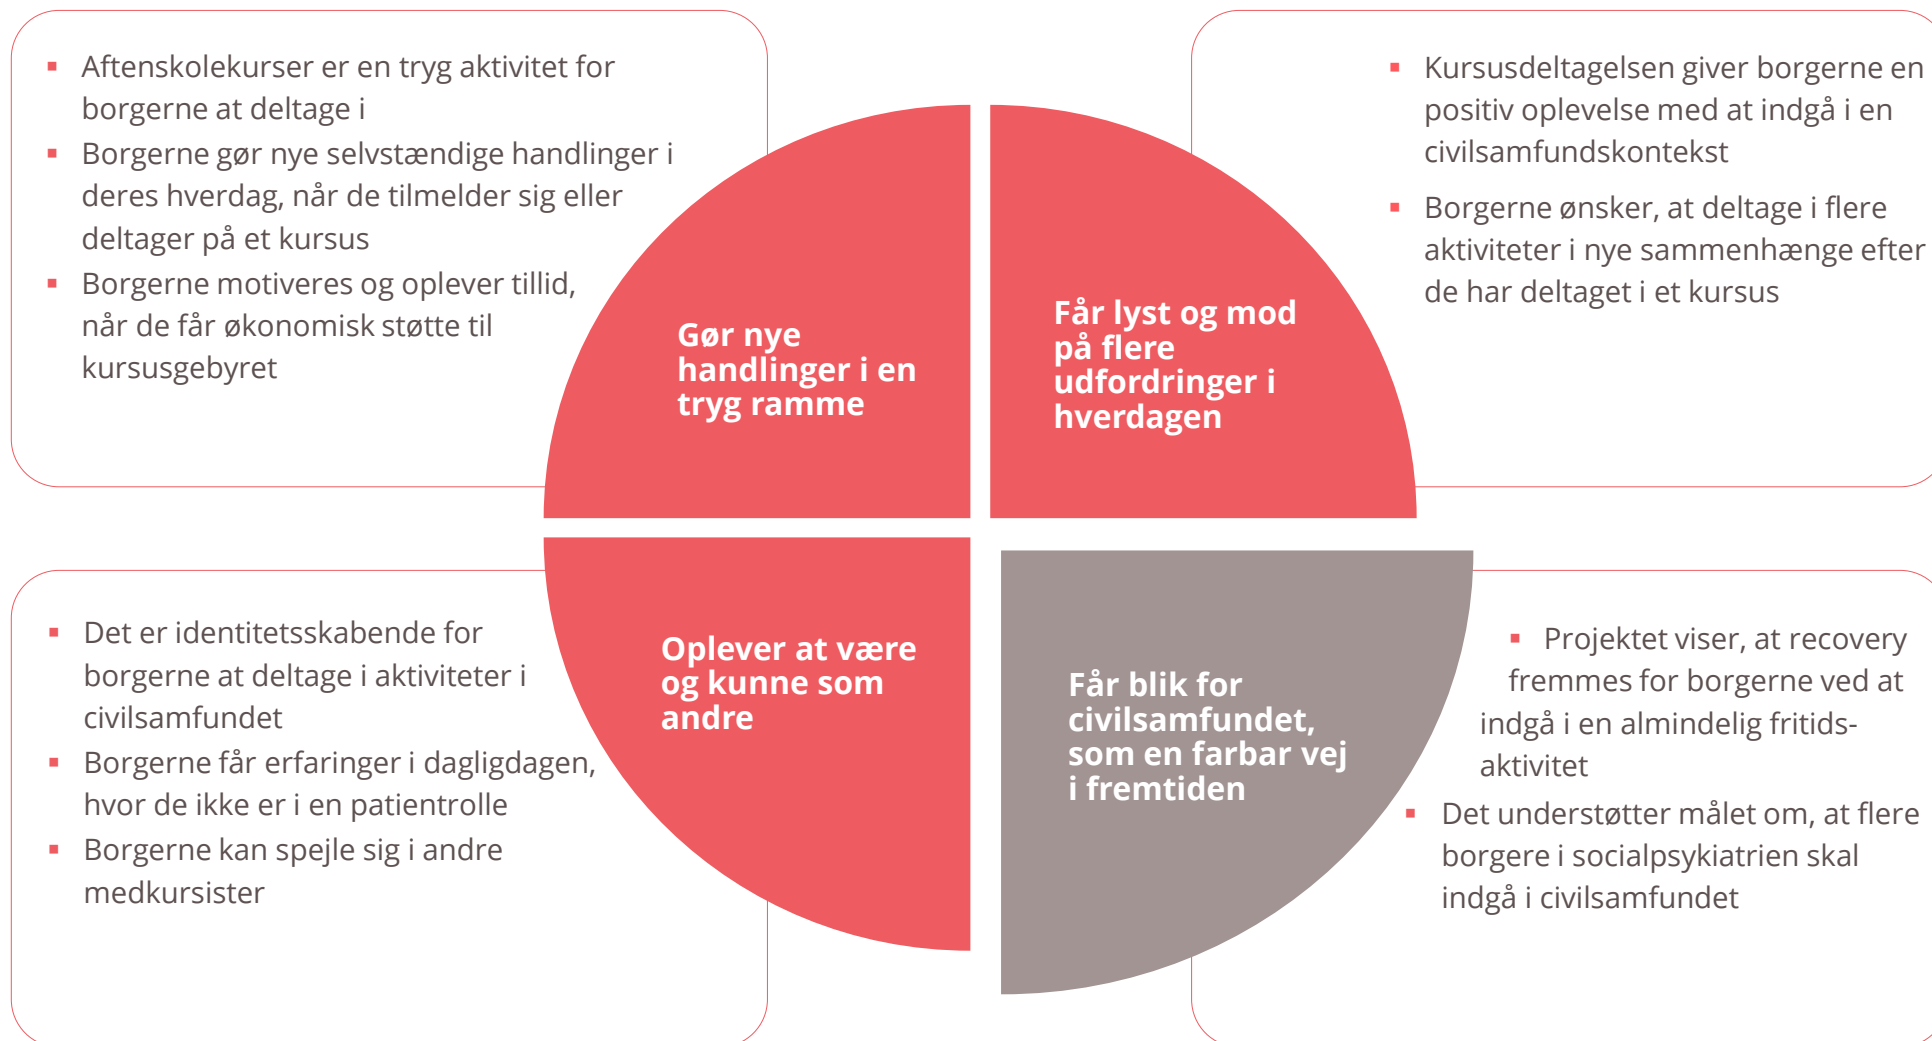 ▪ Aftenskolekurser er en tryg aktivitet for
borgerne at deltage i
▪ Borgerne gør nye selvstændige handlinger i
deres hverdag, når de tilmelder sig eller
deltager på et kursus
▪ Borgerne motiveres og oplever tillid,
når de får økonomisk støtte til
kursusgebyret
Gør nye
handlinger i en
tryg ramme
▪ Kursusdeltagelsen giver borgerne en
positiv oplevelse med at indgå i en
civilsamfundskontekst
▪ Borgerne ønsker, at deltage i flere
aktiviteter i nye sammenhænge efter
de har deltaget i et kursus
Får lyst og mod
på flere
udfordringer i
hverdagen
▪ Det er identitetsskabende for
borgerne at deltage i aktiviteter i
civilsamfundet
▪ Borgerne får erfaringer i dagligdagen,
hvor de ikke er i en patientrolle
▪ Borgerne kan spejle sig i andre
medkursister
Oplever at være
og kunne som
andre
Får blik for
civilsamfundet,
som en farbar vej
i fremtiden
▪ Projektet viser, at recovery
fremmes for borgerne ved at
indgå i en almindelig fritids-
aktivitet
▪ Det understøtter målet om, at flere
borgere i socialpsykiatrien skal
indgå i civilsamfundet